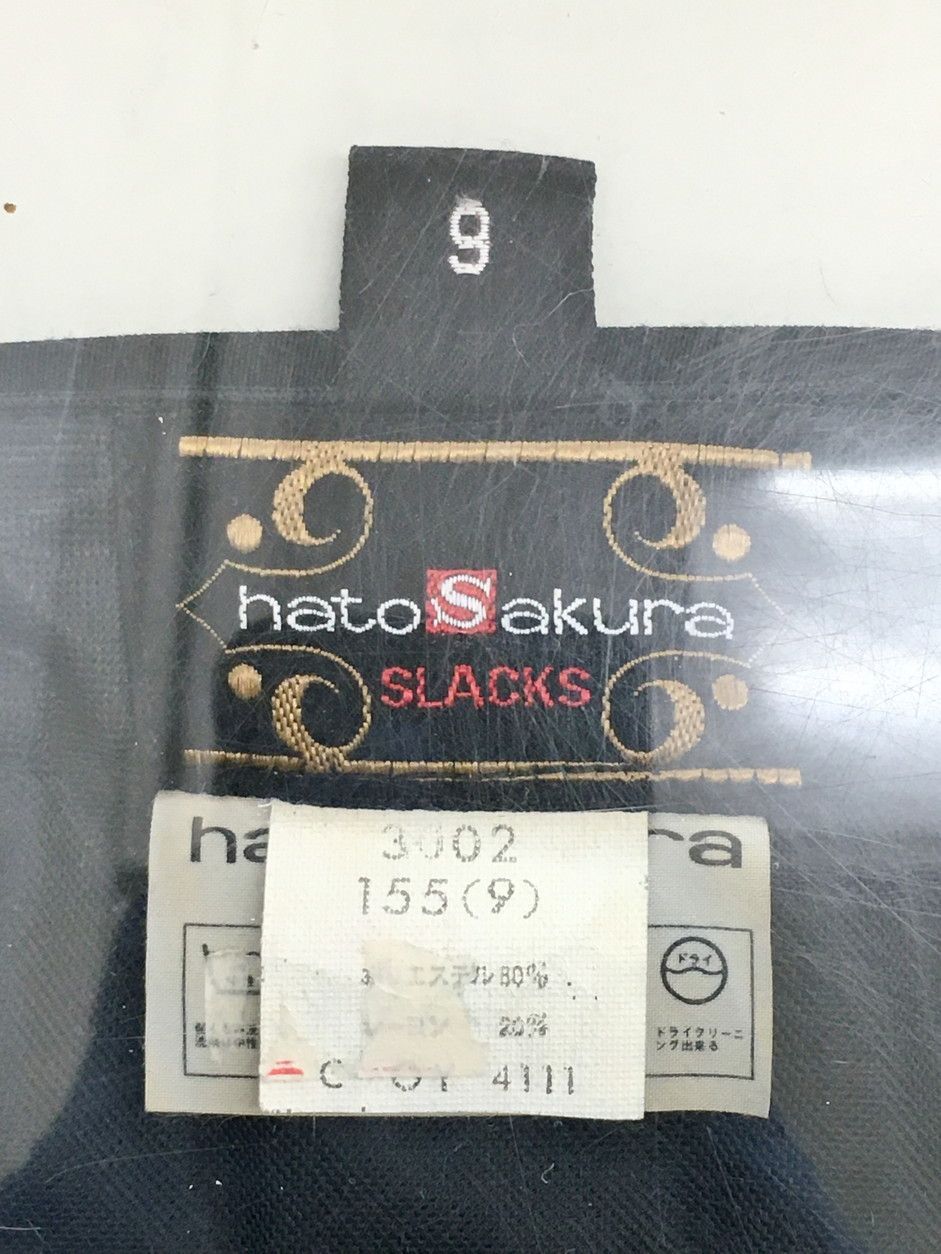 9
hatoSakura
SLACKS
ha ra
3002
155(9)
エステル 80%
レーヨン 20%
4111
ドライ
ドライクリーニ
ング出来る